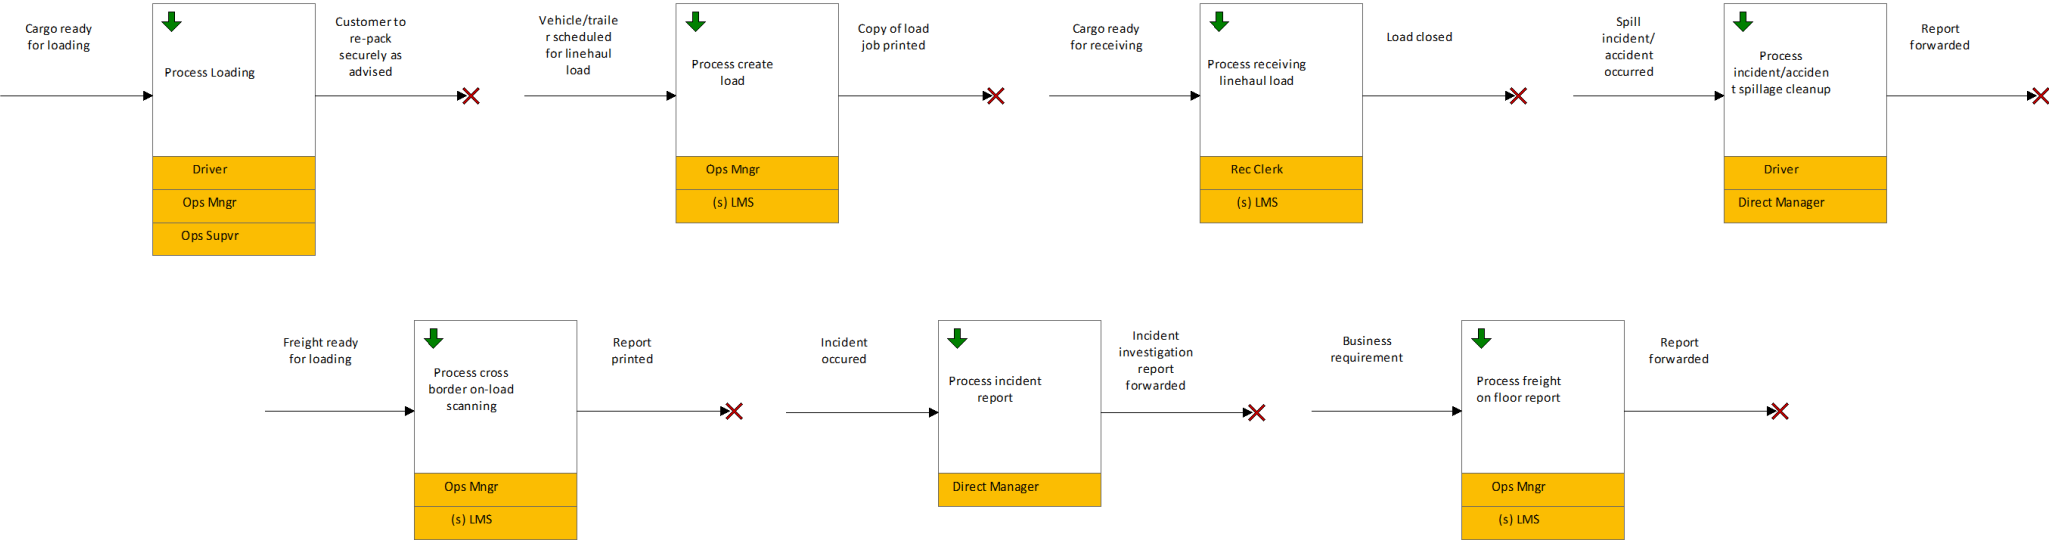 Cargo ready
for loading
Process Loading
Driver
Ops Mngr
Ops Supvr
Customer to
re-pack
securely as
advised
Vehicle/traile
r scheduled
for linehaul
load
Process create
load
Ops Mngr
(s) LMS
Copy of load
job printed
Cargo ready
for receiving
Process receiving
linehaul load
Rec Clerk
(s) LMS
Load closed
Spill
incident/
accident
occurred
Process
incident/acciden
t spillage cleanup
Driver
Direct Manager
Report
forwarded
Freight ready
for loading
Process cross
border on-load
scanning
Ops Mngr
(s) LMS
Report
printed
Incident
occured
Process incident
report
Direct Manager
Incident
investigation
report
forwarded
Business
requirement
Process freight
on floor report
Ops Mngr
(s) LMS
Report
forwarded